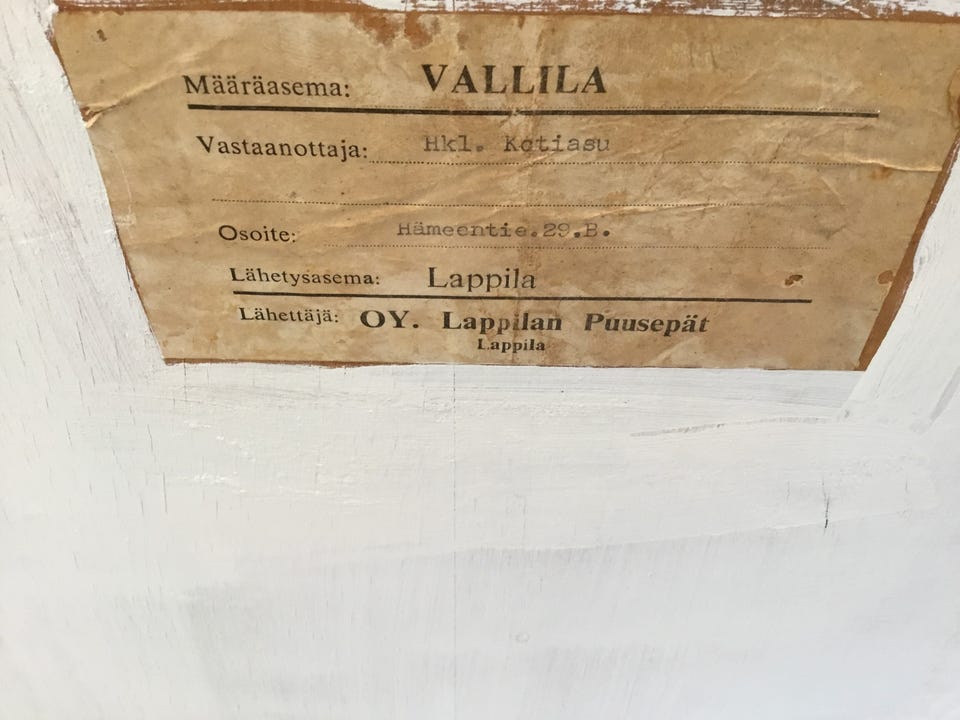 Määräasema: VALLILA
Vastaanottaja: Hkl. Kotiasu
Osoite: Hämeentie.29.B.
Lähetysasema: Lappila
Lähettäjä: OY. Lappilan Puusepät
Lappila